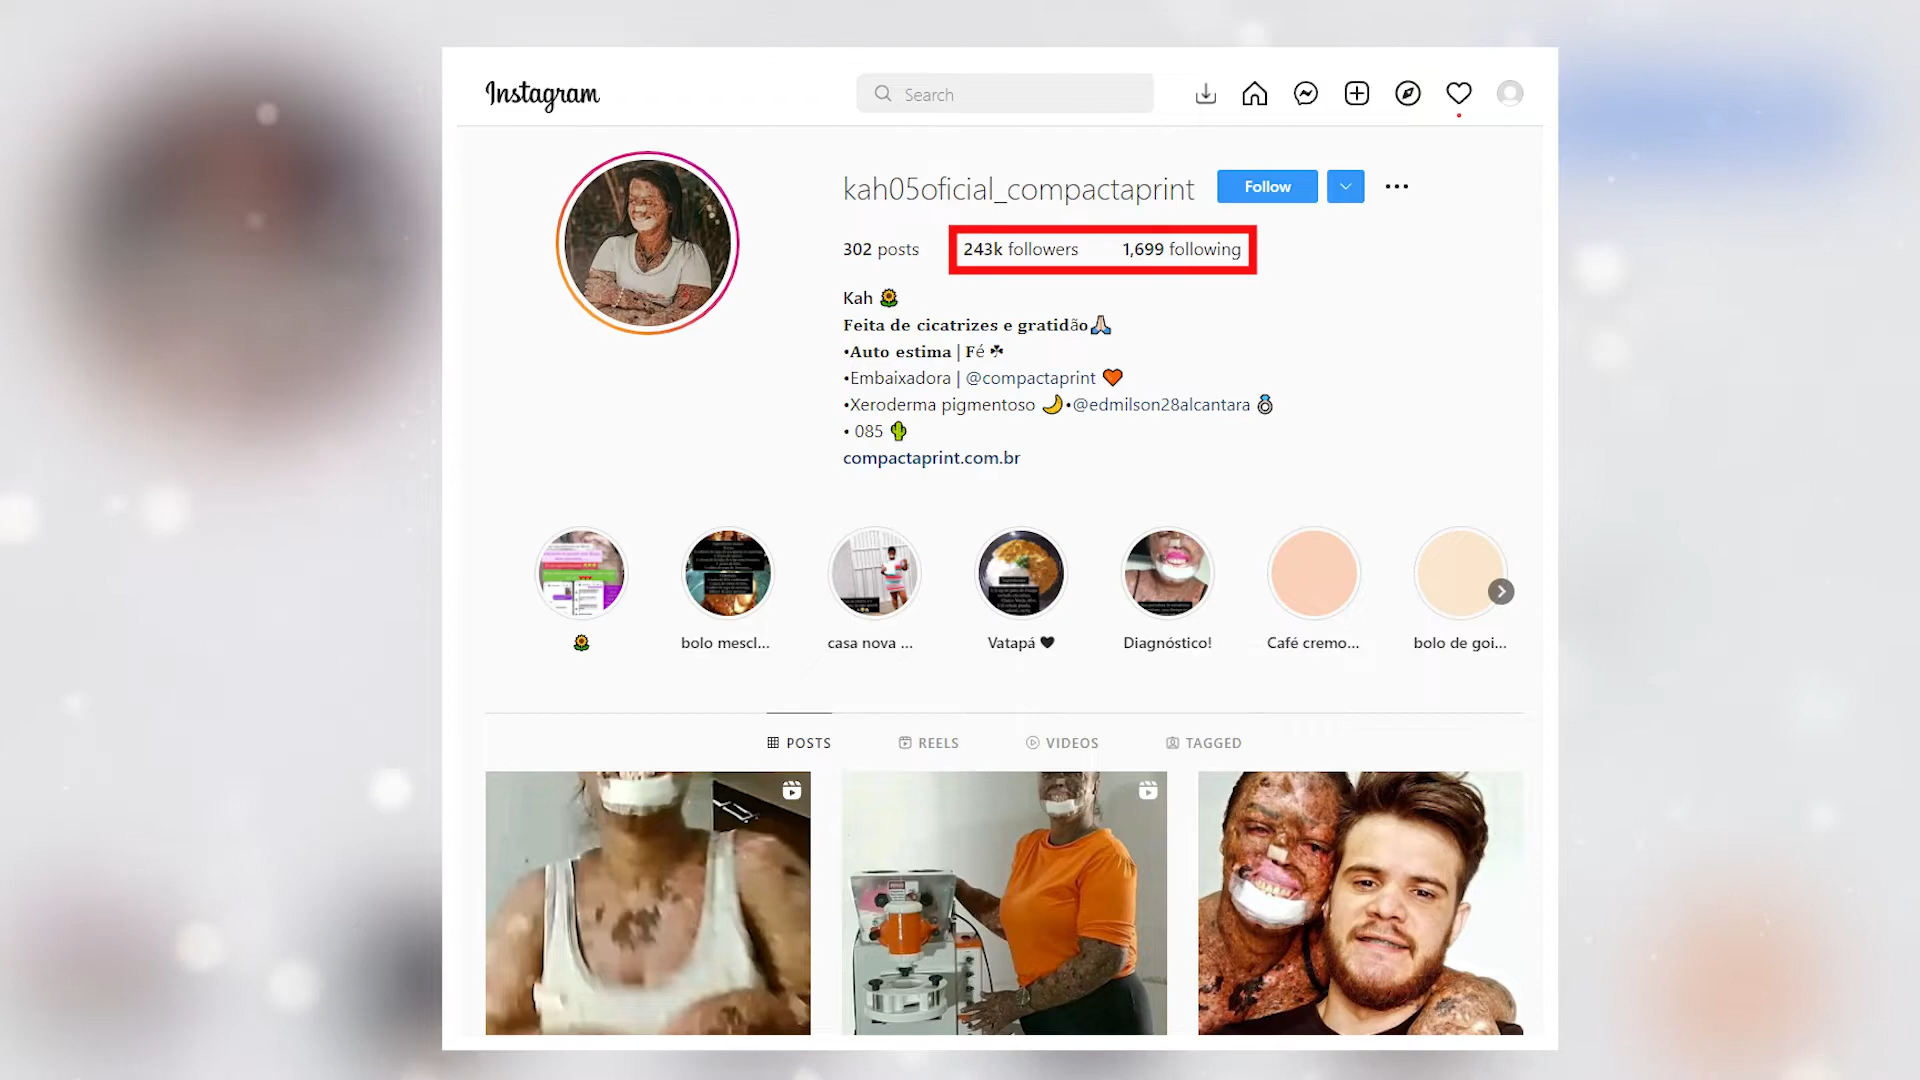 Instagram
Search
kah05oficial_compactaprint
Follow
302 posts
243k followers
1,699 following
Kah 🌻
Feita de cicatrizes e gratidão🙏🏻
•Auto estima | Fé ☘
•Embaixadora | @compactaprint 🧡
•Xeroderma pigmentoso 🌙•@edmilson28alcantara 💍
• 085 🌵
compactaprint.com.br
🌻
bolo mescl...
casa nova ...
Vatapá 🖤
Diagnóstico!
Café cremo...
bolo de goi...
POSTS
REELS
VIDEOS
TAGGED